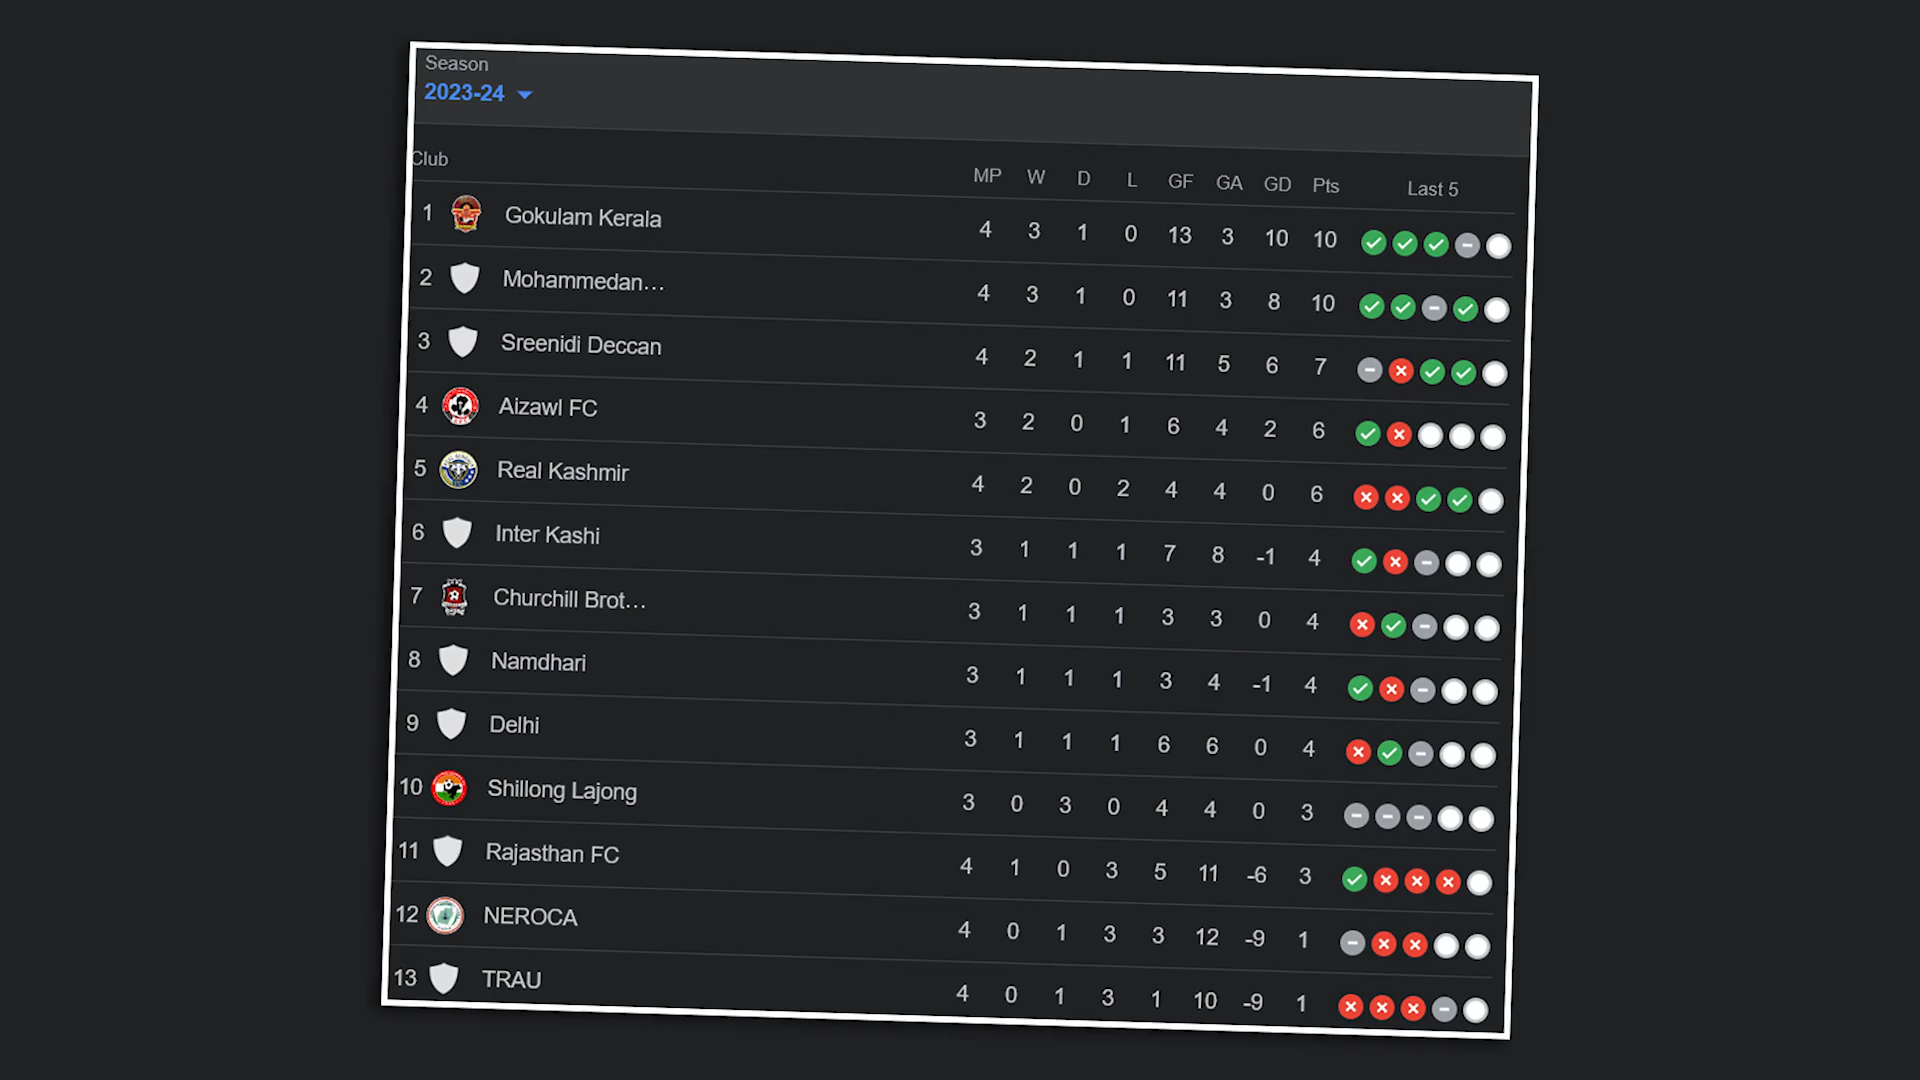 Season
2023-24
Club MP W D L GF GA GD Pts Last 5
1 Gokulam Kerala 4 3 1 0 13 3 10 10
2 Mohammedan... 4 3 1 0 11 3 8 10
3 Sreenidi Deccan 4 2 1 1 11 5 6 7
4 Aizawl FC 3 2 0 1 6 4 2 6
5 Real Kashmir 4 2 0 2 4 4 0 6
6 Inter Kashi 3 1 1 1 7 8 -1 4
7 Churchill Brot... 3 1 1 1 3 3 0 4
8 Namdhari 3 1 1 1 3 4 -1 4
9 Delhi 3 1 1 1 6 6 0 4
10 Shillong Lajong 3 0 3 0 4 4 0 3
11 Rajasthan FC 4 1 0 3 5 11 -6 3
12 NEROCA 4 0 1 3 3 12 -9 1
13 TRAU 4 0 1 3 1 10 -9 1